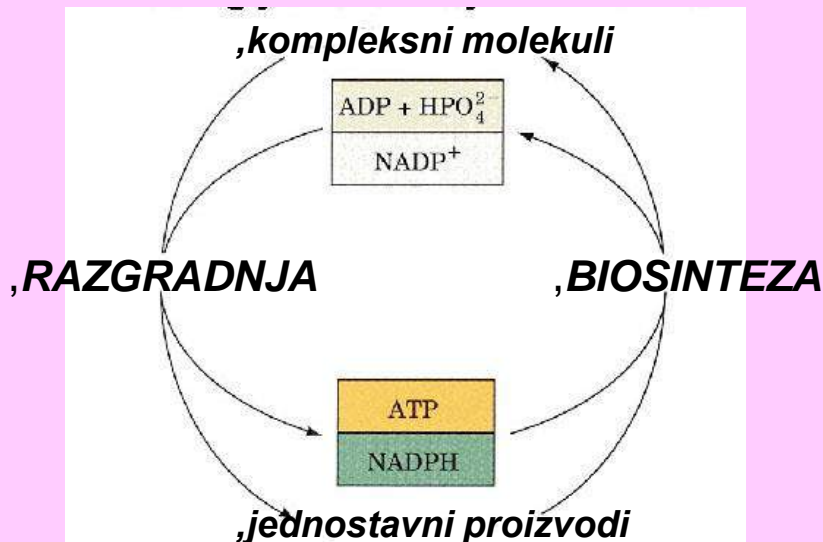 ,kompleksni molekuli
ADP + HPO₄²⁻
NADP⁺
,RAZGRADNJA
,BIOSINTEZA
ATP
NADPH
,jednostavni proizvodi